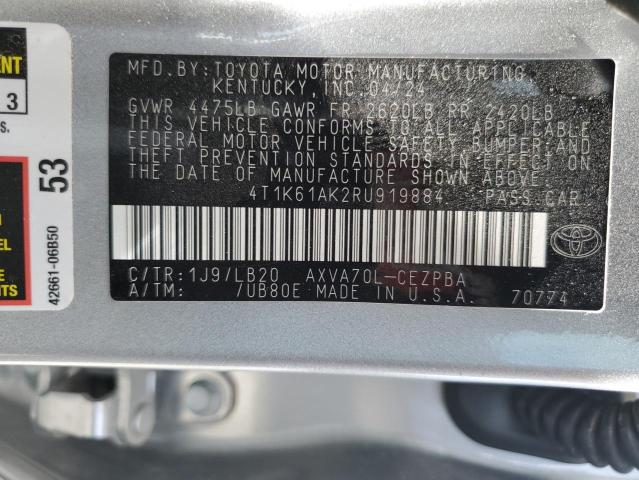 MFD.BY:TOYOTA MOTOR MANUFACTURING,
KENTUCKY,INC.04/24
GVWR 4475LB GAWR FR 2620LB RR 2420LB
THIS VEHICLE CONFORMS TO ALL APPLICABLE
FEDERAL MOTOR VEHICLE SAFETY BUMPER,AND
THEFT PREVENTION STANDARDS IN EFFECT ON
THE DATE OF MANUFACTURE SHOWN ABOVE.
4T1K61AK2RU919884 PASS CAR
C/TR:1J9/LB20 AXVA70L-CEZPBA
A/TM: /UB80E MADE IN U.S.A. 70774
3
s.
53
42661-06B50